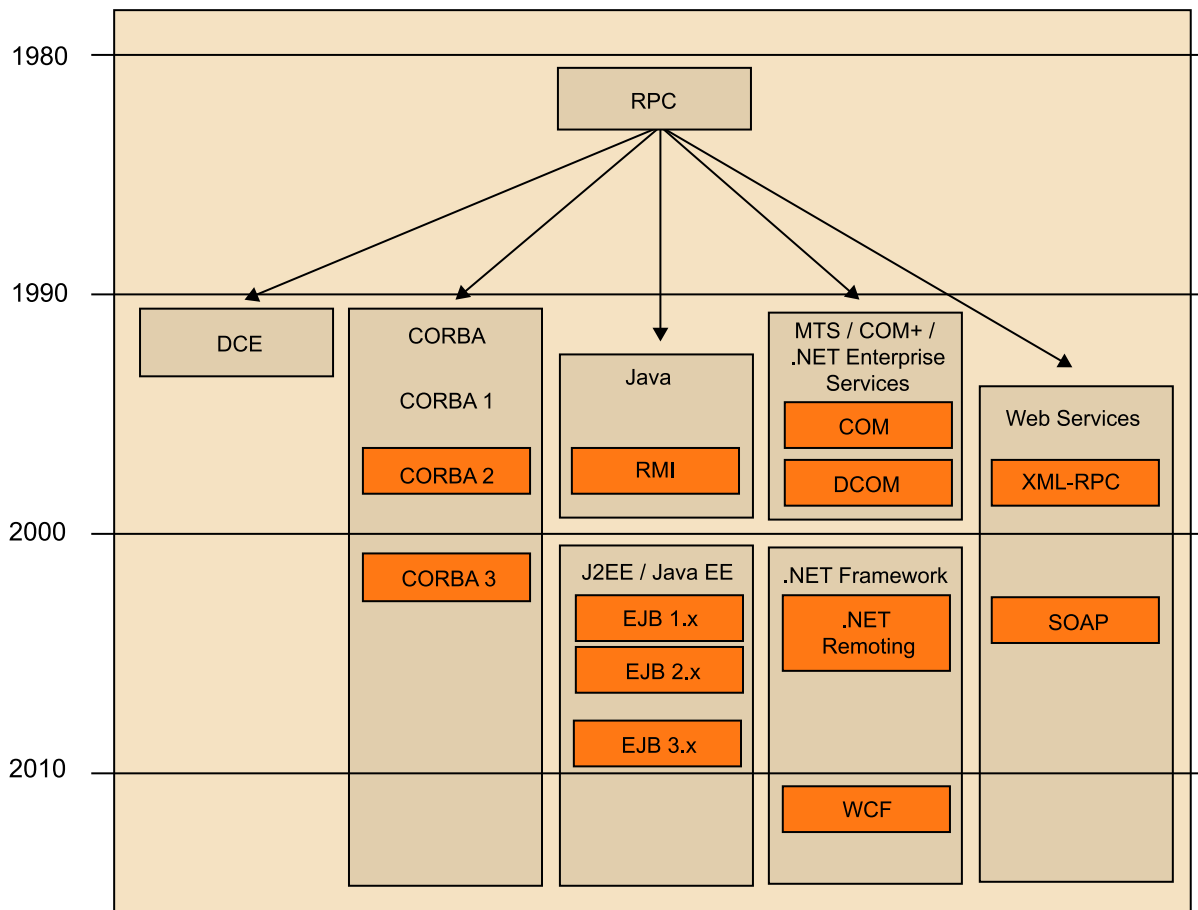 1980
RPC
1990
DCE
CORBA
CORBA 1
CORBA 2
CORBA 3
Java
RMI
MTS / COM+ /
.NET Enterprise
Services
COM
DCOM
Web Services
XML-RPC
SOAP
2000
J2EE / Java EE
EJB 1.x
EJB 2.x
EJB 3.x
.NET Framework
.NET
Remoting
2010
WCF